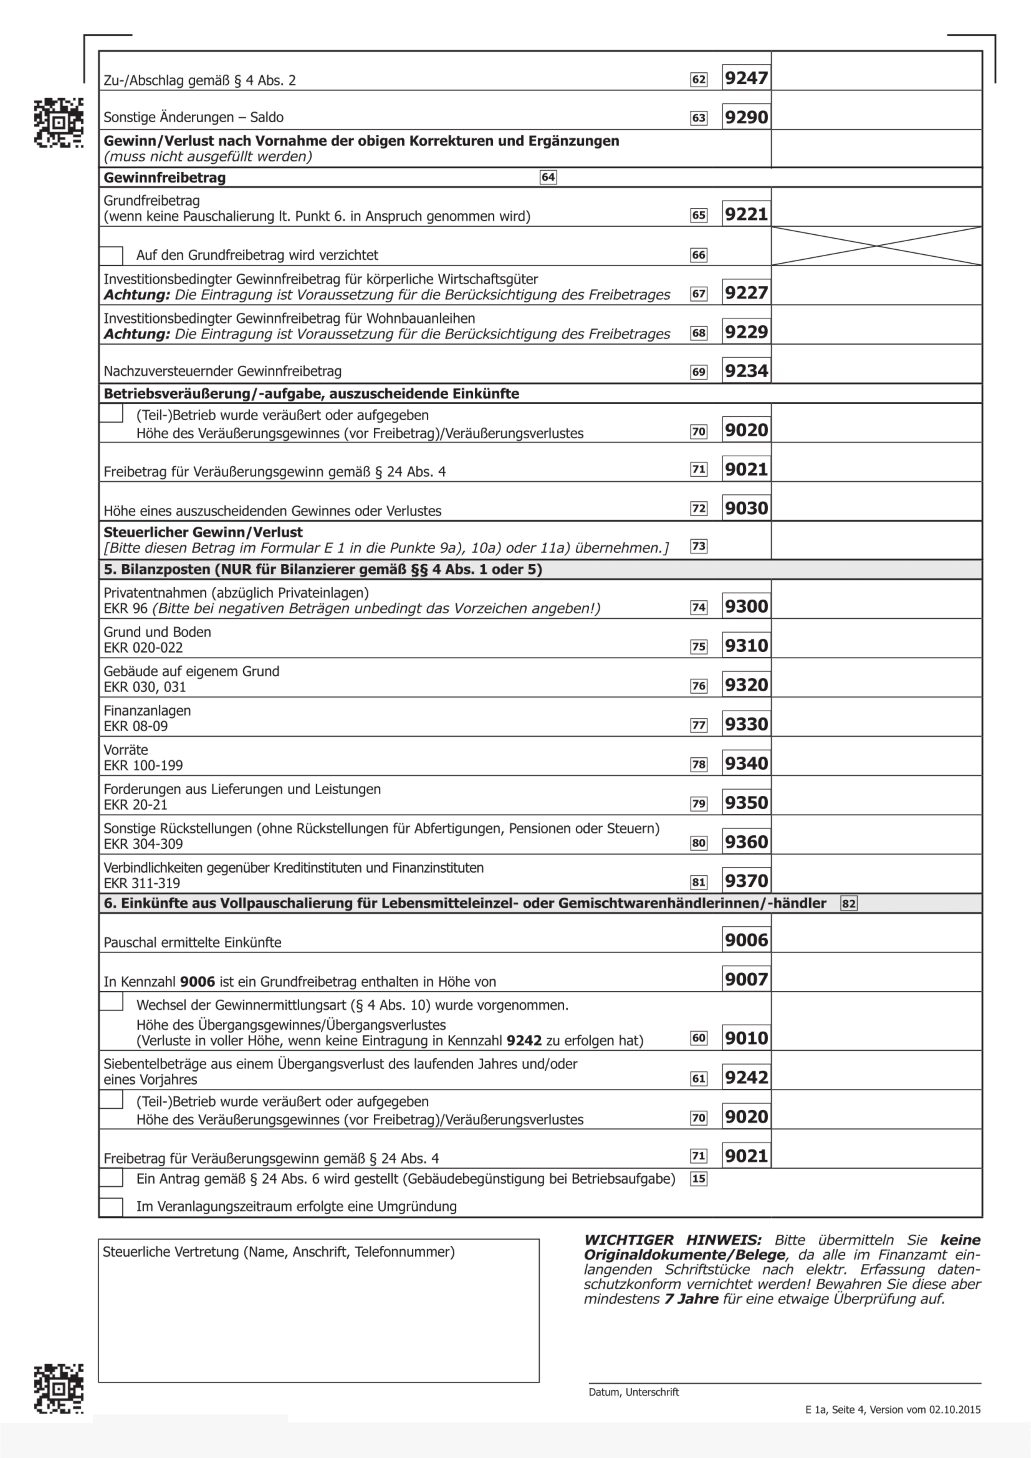 Zu-/Abschlag gemäß § 4 Abs. 2 62 9247
Sonstige Änderungen – Saldo 63 9290
Gewinn/Verlust nach Vornahme der obigen Korrekturen und Ergänzungen
(muss nicht ausgefüllt werden)
Gewinnfreibetrag 64
Grundfreibetrag
(wenn keine Pauschalierung lt. Punkt 6. in Anspruch genommen wird) 65 9221
Auf den Grundfreibetrag wird verzichtet 66
Investitionsbedingter Gewinnfreibetrag für körperliche Wirtschaftsgüter
Achtung: Die Eintragung ist Voraussetzung für die Berücksichtigung des Freibetrages 67 9227
Investitionsbedingter Gewinnfreibetrag für Wohnbauanleihen
Achtung: Die Eintragung ist Voraussetzung für die Berücksichtigung des Freibetrages 68 9229
Nachzuversteuernder Gewinnfreibetrag 69 9234
Betriebsveräußerung/-aufgabe, auszuscheidende Einkünfte
(Teil-)Betrieb wurde veräußert oder aufgegeben
Höhe des Veräußerungsgewinnes (vor Freibetrag)/Veräußerungsverlustes 70 9020
Freibetrag für Veräußerungsgewinn gemäß § 24 Abs. 4 71 9021
Höhe eines auszuscheidenden Gewinnes oder Verlustes 72 9030
Steuerlicher Gewinn/Verlust
[Bitte diesen Betrag im Formular E 1 in die Punkte 9a), 10a) oder 11a) übernehmen.] 73
5. Bilanzposten (NUR für Bilanzierer gemäß §§ 4 Abs. 1 oder 5)
Privatentnahmen (abzüglich Privateinlagen)
EKR 96 (Bitte bei negativen Beträgen unbedingt das Vorzeichen angeben!) 74 9300
Grund und Boden
EKR 020-022 75 9310
Gebäude auf eigenem Grund
EKR 030, 031 76 9320
Finanzanlagen
EKR 08-09 77 9330
Vorräte
EKR 100-199 78 9340
Forderungen aus Lieferungen und Leistungen
EKR 20-21 79 9350
Sonstige Rückstellungen (ohne Rückstellungen für Abfertigungen, Pensionen oder Steuern)
EKR 304-309 80 9360
Verbindlichkeiten gegenüber Kreditinstituten und Finanzinstituten
EKR 311-319 81 9370
6. Einkünfte aus Vollpauschalierung für Lebensmitteleinzel- oder Gemischtwarenhändlerinnen/-händler 82
Pauschal ermittelte Einkünfte 9006
In Kennzahl 9006 ist ein Grundfreibetrag enthalten in Höhe von 9007
Wechsel der Gewinnermittlungsart (§ 4 Abs. 10) wurde vorgenommen.
Höhe des Übergangsgewinnes/Übergangsverlustes
(Verluste in voller Höhe, wenn keine Eintragung in Kennzahl 9242 zu erfolgen hat) 60 9010
Siebentelbeträge aus einem Übergangsverlust des laufenden Jahres und/oder
eines Vorjahres 61 9242
(Teil-)Betrieb wurde veräußert oder aufgegeben
Höhe des Veräußerungsgewinnes (vor Freibetrag)/Veräußerungsverlustes 70 9020
Freibetrag für Veräußerungsgewinn gemäß § 24 Abs. 4 71 9021
Ein Antrag gemäß § 24 Abs. 6 wird gestellt (Gebäudebegünstigung bei Betriebsaufgabe) 15
Im Veranlagungszeitraum erfolgte eine Umgründung
Steuerliche Vertretung (Name, Anschrift, Telefonnummer)
WICHTIGER HINWEIS: Bitte übermitteln Sie keine
Originaldokumente/Belege, da alle im Finanzamt ein-
langenden Schriftstücke nach elektr. Erfassung daten-
schutzkonform vernichtet werden! Bewahren Sie diese aber
mindestens 7 Jahre für eine etwaige Überprüfung auf.
Datum, Unterschrift
E 1a, Seite 4, Version vom 02.10.2015